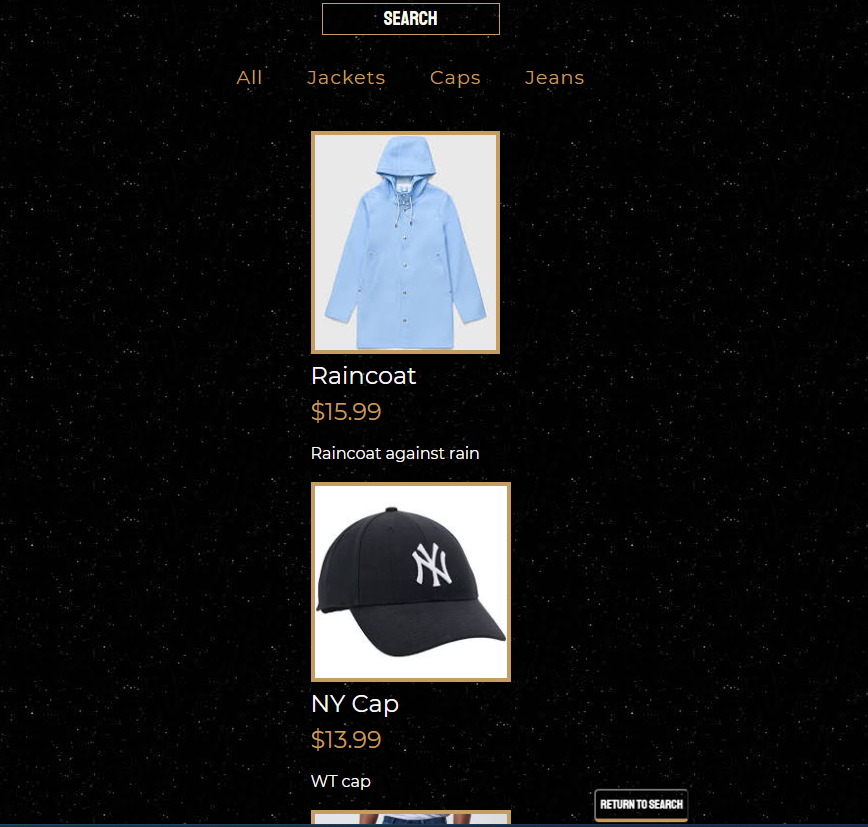 SEARCH
All Jackets Caps Jeans
Raincoat
$15.99
Raincoat against rain
NY
NY Cap
$13.99
WT cap
RETURN TO SEARCH